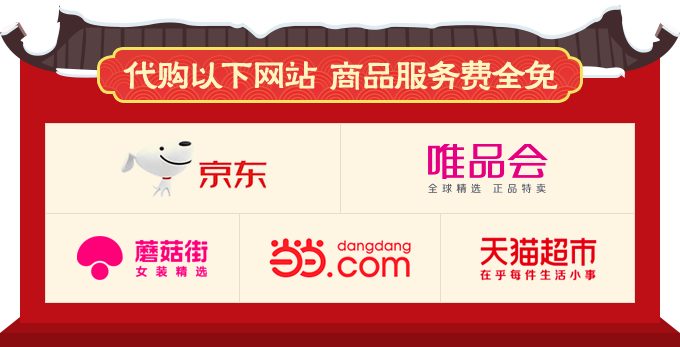 代购以下网站 商品服务费全免
京东
唯品会
全球精选 正品特卖
蘑菇街
女装精选
当当
dangdang
.com
天猫超市
在乎每件生活小事